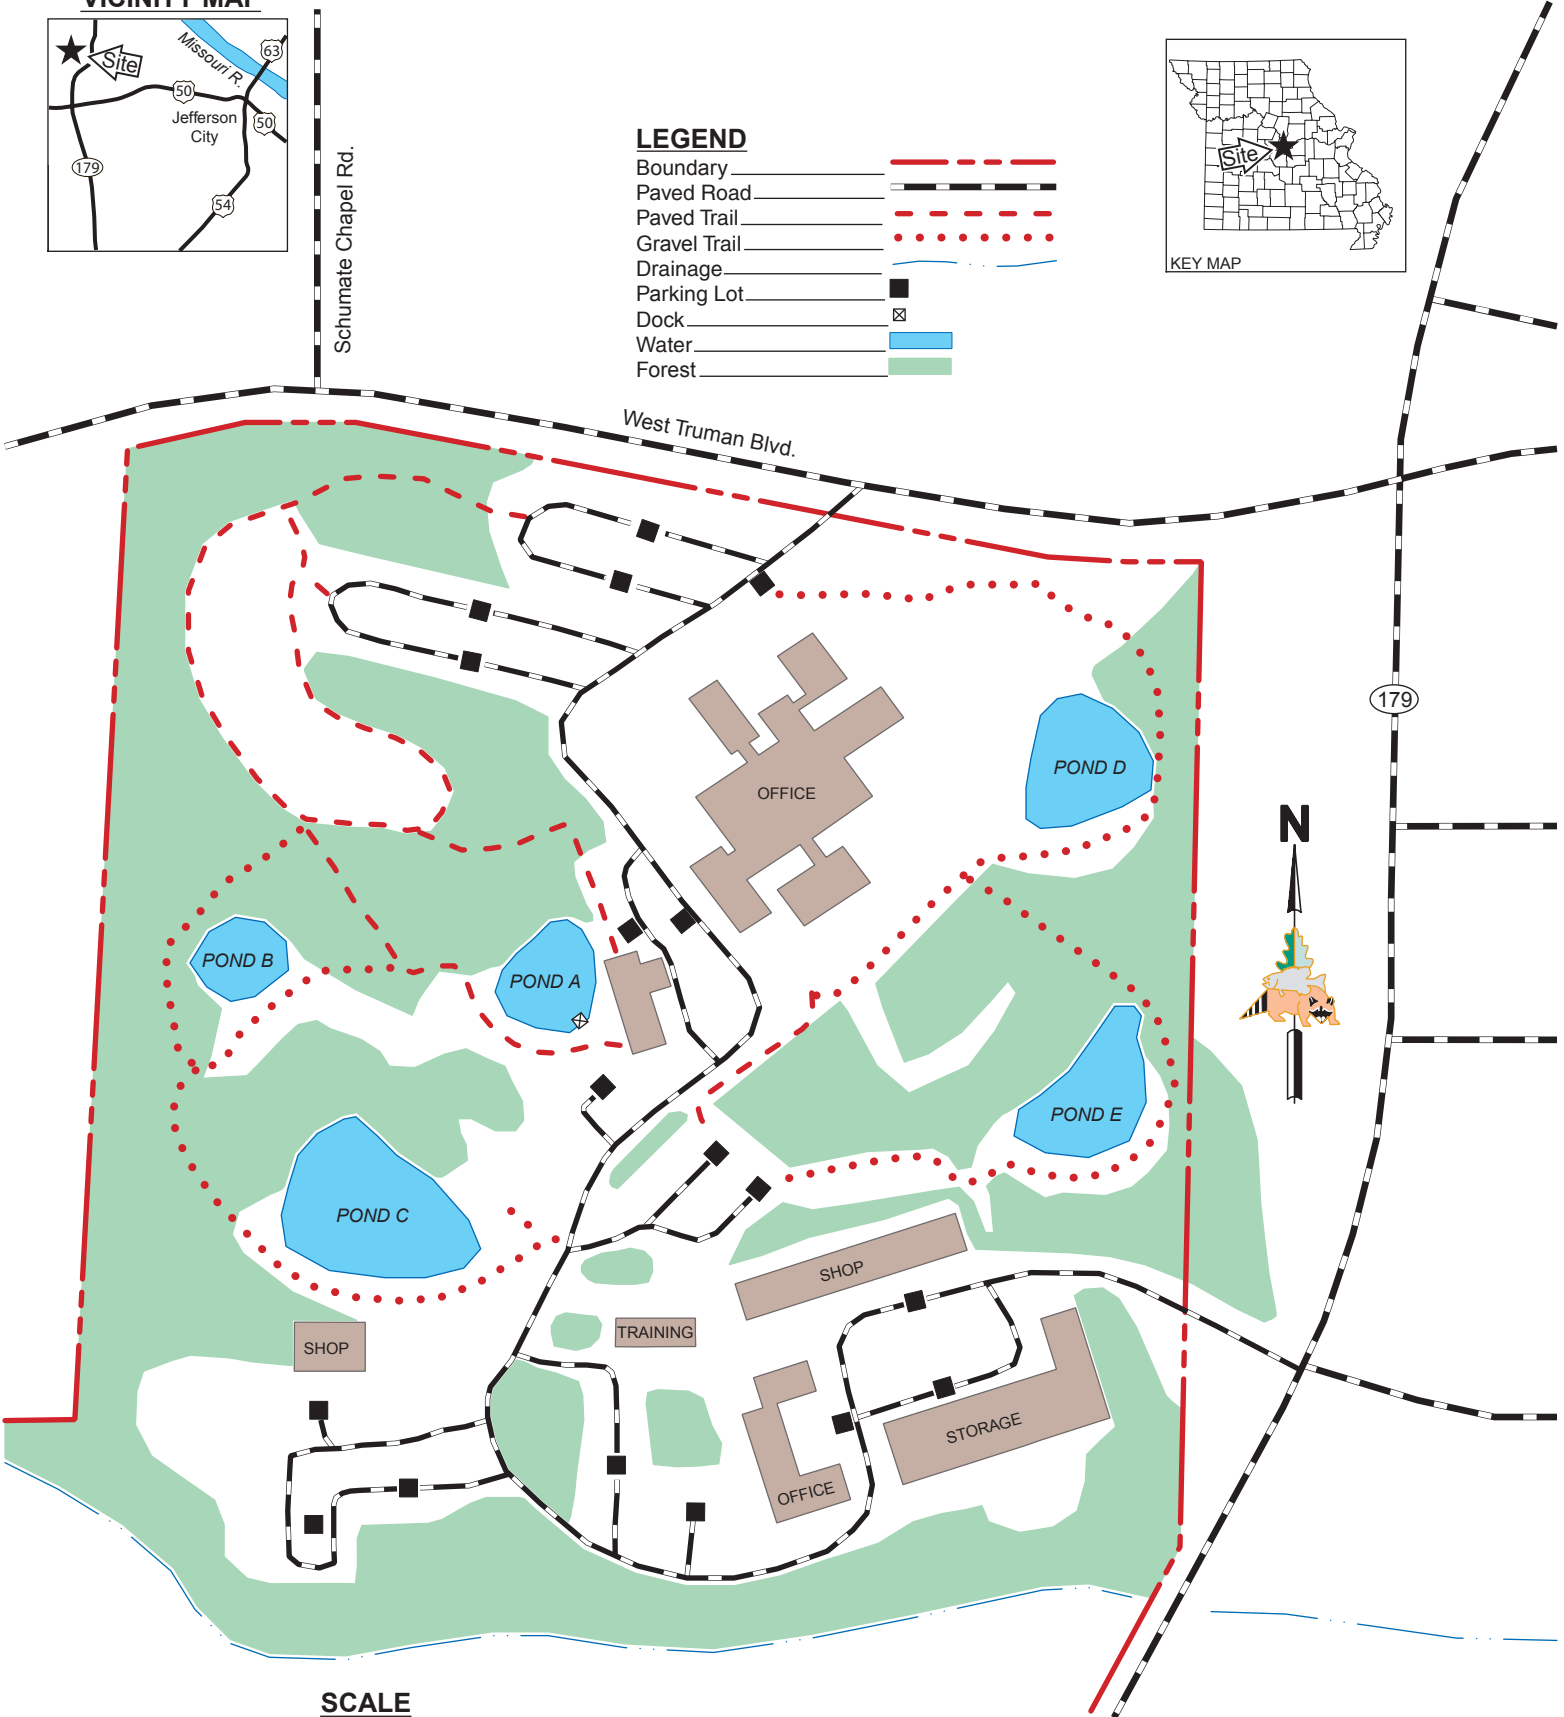 VICINITY MAP
Missouri R.
63
Site
50
Jefferson
City
50
179
54
Schumate Chapel Rd.
LEGEND
Boundary
Paved Road
Paved Trail
Gravel Trail
Drainage
Parking Lot
Dock
Water
Forest
Site
KEY MAP
West Truman Blvd.
179
OFFICE
POND D
N
POND B
POND A
POND E
POND C
SHOP
TRAINING
SHOP
STORAGE
OFFICE
SCALE